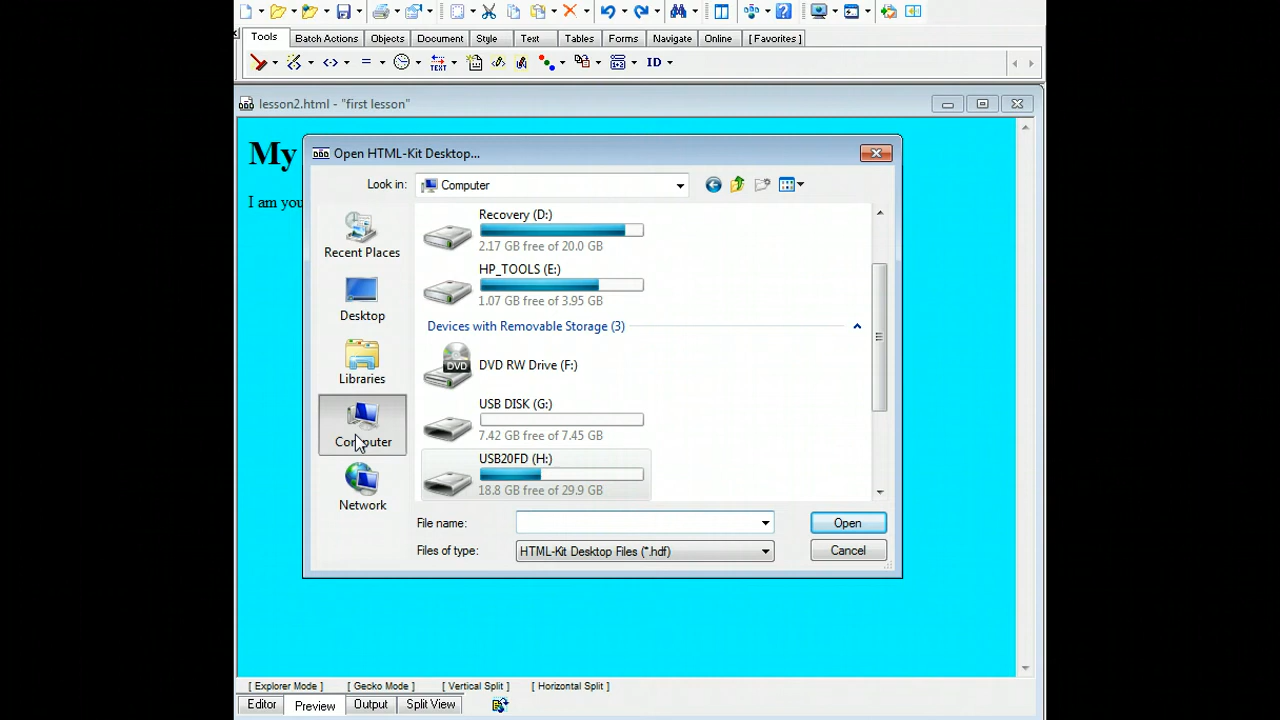 Tools Batch Actions Objects Document Style Text Tables Forms Navigate Online [ Favorites ]
TEXT ID
lesson2.html - "first lesson"
My
I am you
Open HTML-Kit Desktop...
Look in: Computer
Recent Places
Desktop
Libraries
Computer
Network
Recovery (D:)
2.17 GB free of 20.0 GB
HP_TOOLS (E:)
1.07 GB free of 3.95 GB
Devices with Removable Storage (3)
DVD
DVD RW Drive (F:)
USB DISK (G:)
7.42 GB free of 7.45 GB
USB20FD (H:)
18.8 GB free of 29.9 GB
File name:
Open
Files of type: HTML-Kit Desktop Files (*.hdf)
Cancel
[ Explorer Mode ] [ Gecko Mode ] [ Vertical Split ] [ Horizontal Split ]
Editor Preview Output Split View